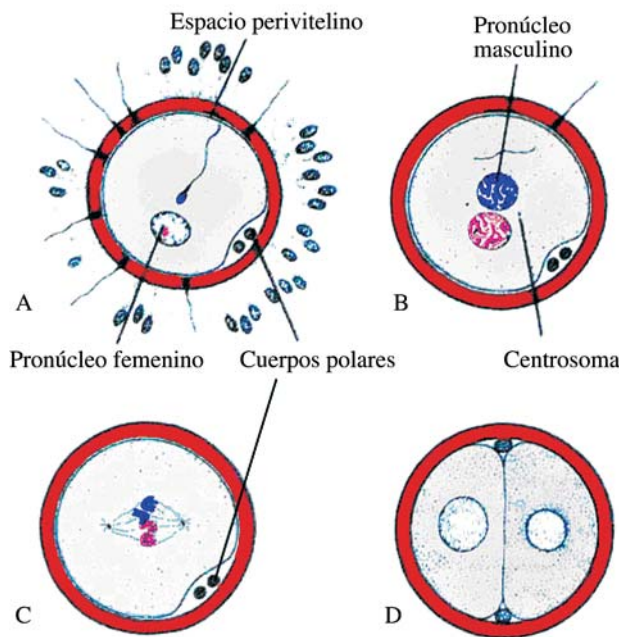 Espacio perivitelino
Pronúcleo
masculino
A
B
Pronúcleo femenino
Cuerpos polares
Centrosoma
C
D